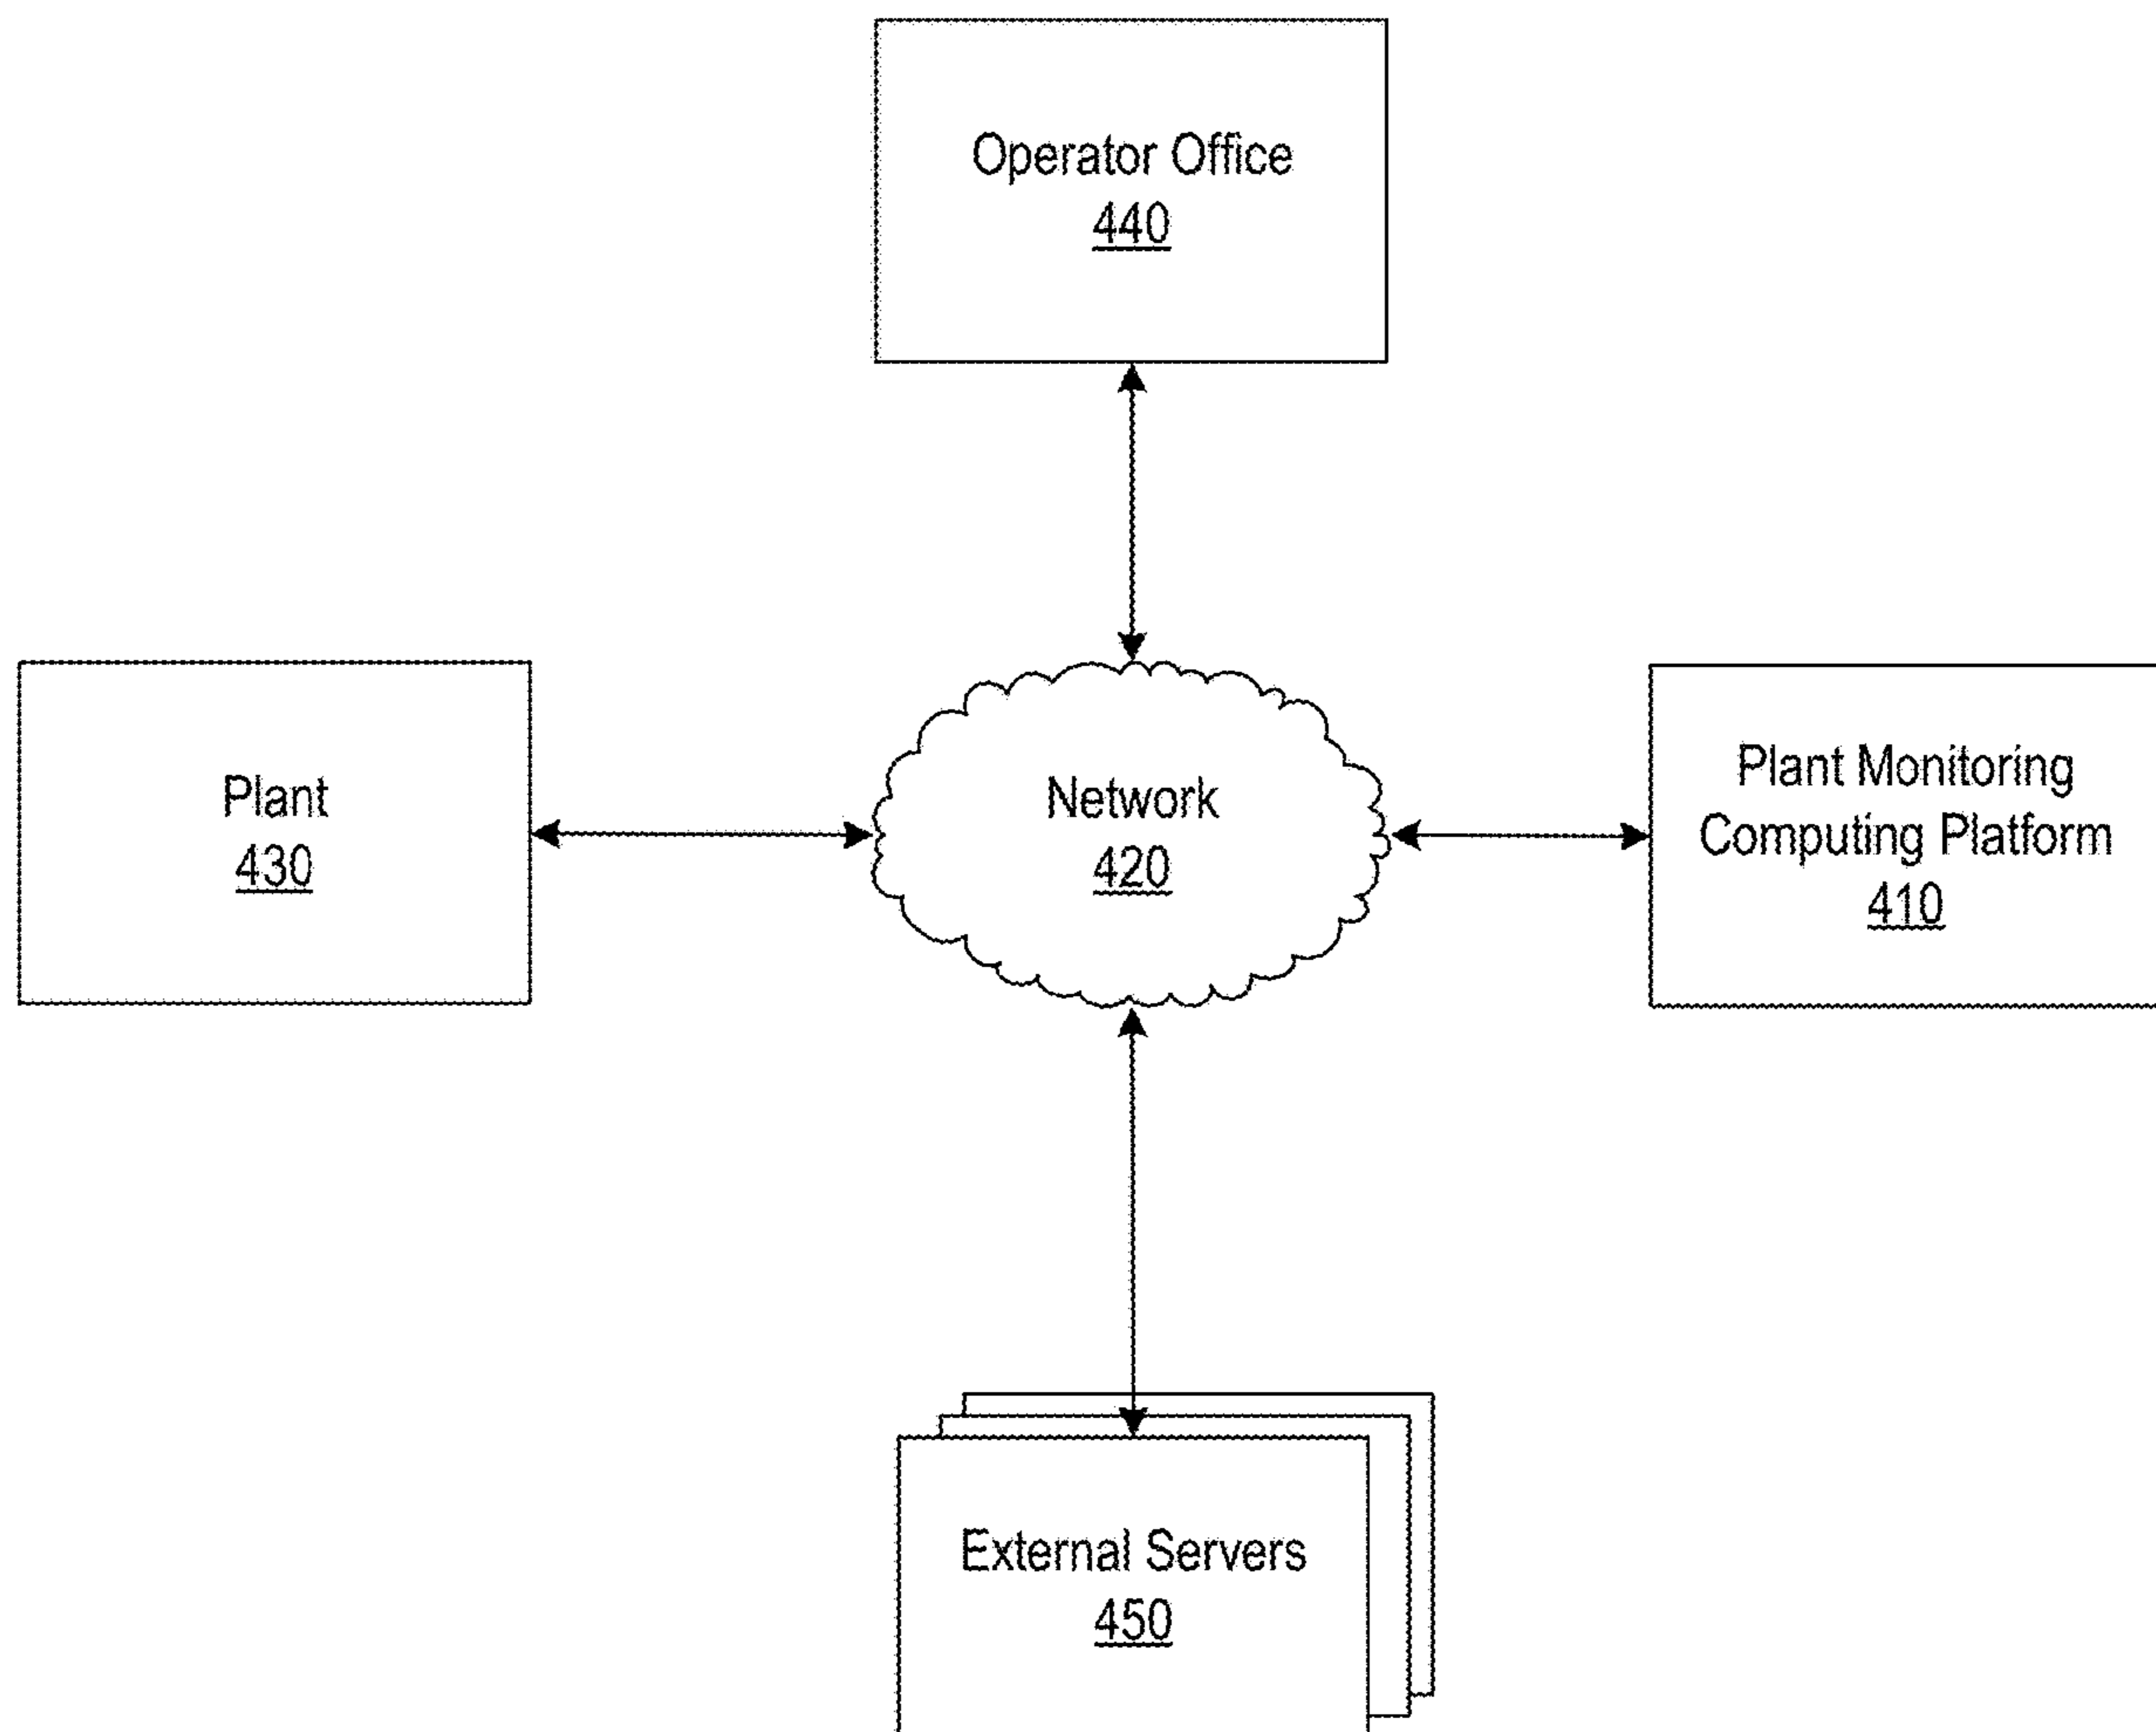 Operator Office
440
Plant
430
Network
420
Plant Monitoring
Computing Platform
410
External Servers
450